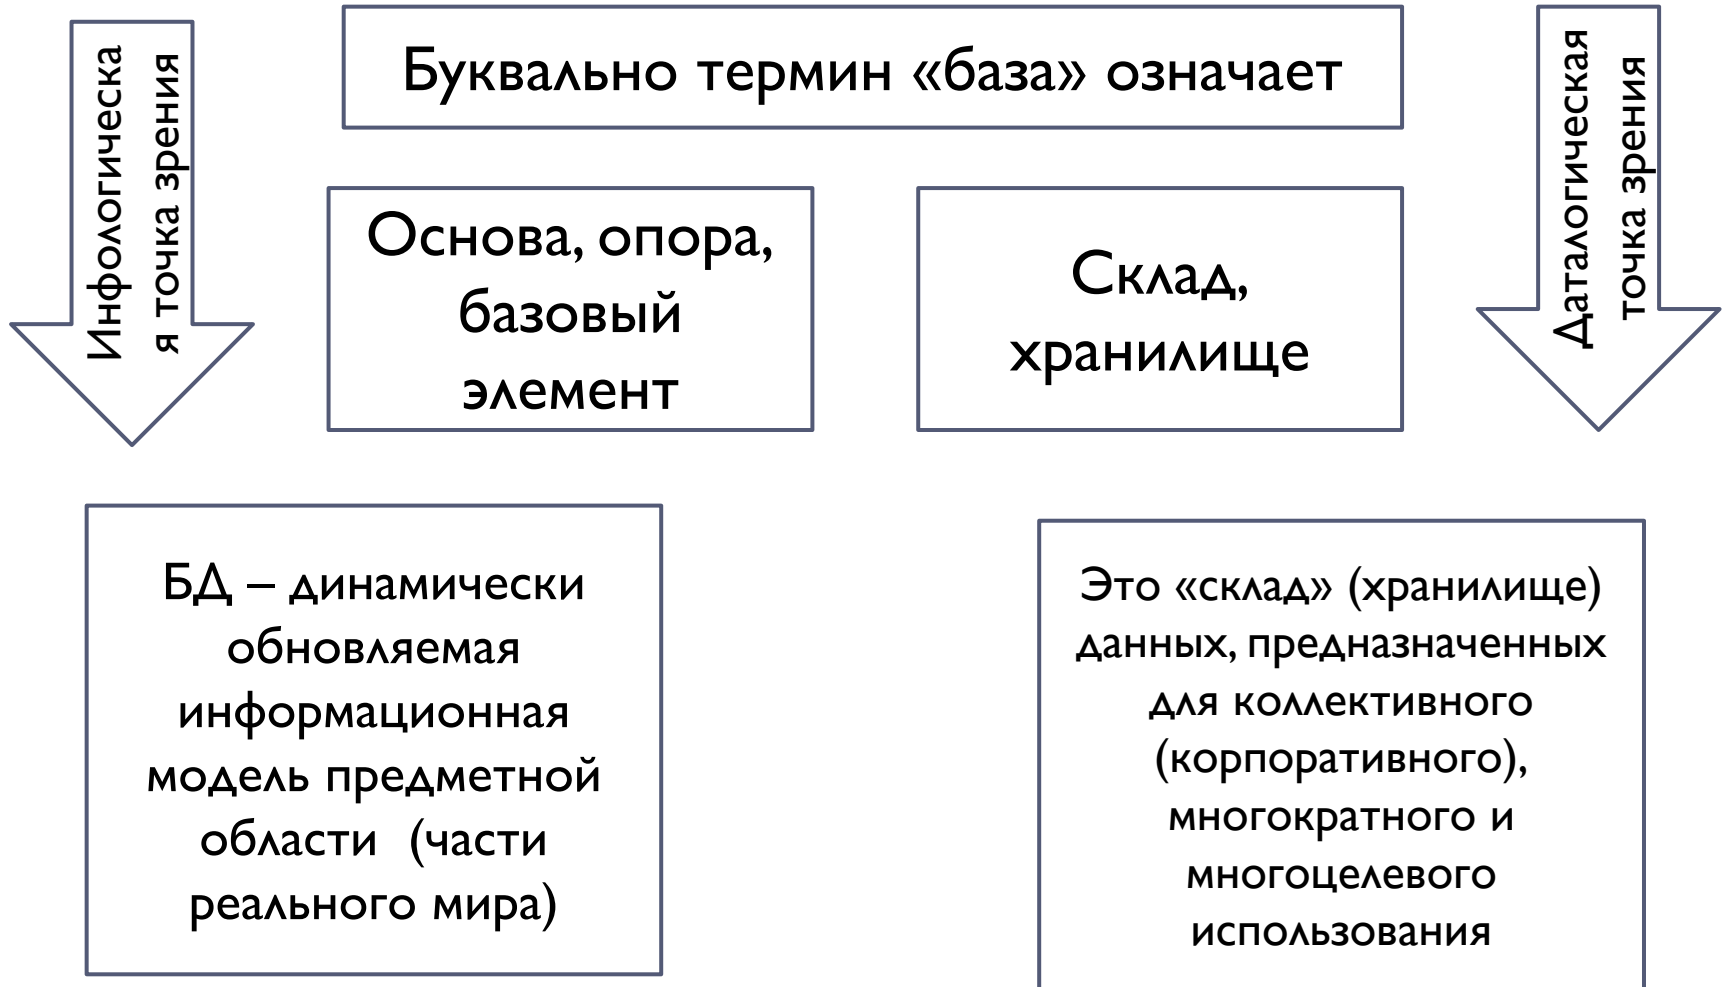 Инфологическа
я точка зрения
Буквально термин «база» означает
Даталогическая
точка зрения
Основа, опора,
базовый
элемент
Склад,
хранилище
БД – динамически
обновляемая
информационная
модель предметной
области (части
реального мира)
Это «склад» (хранилище)
данных, предназначенных
для коллективного
(корпоративного),
многократного и
многоцелевого
использования